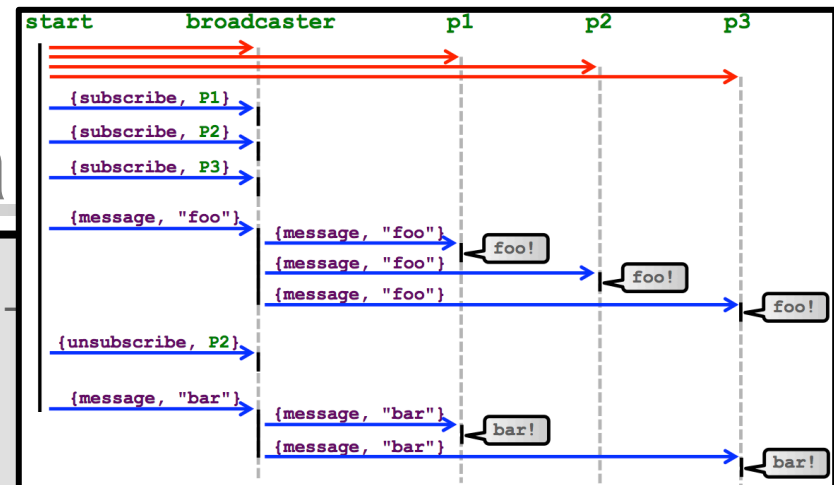 start broadcaster p1 p2 p3
{subscribe, P1}
{subscribe, P2}
{subscribe, P3}
{message, "foo"}
{message, "foo"}
foo!
{message, "foo"}
foo!
{message, "foo"}
foo!
{unsubscribe, P2}
{message, "bar"}
{message, "bar"}
bar!
{message, "bar"}
bar!